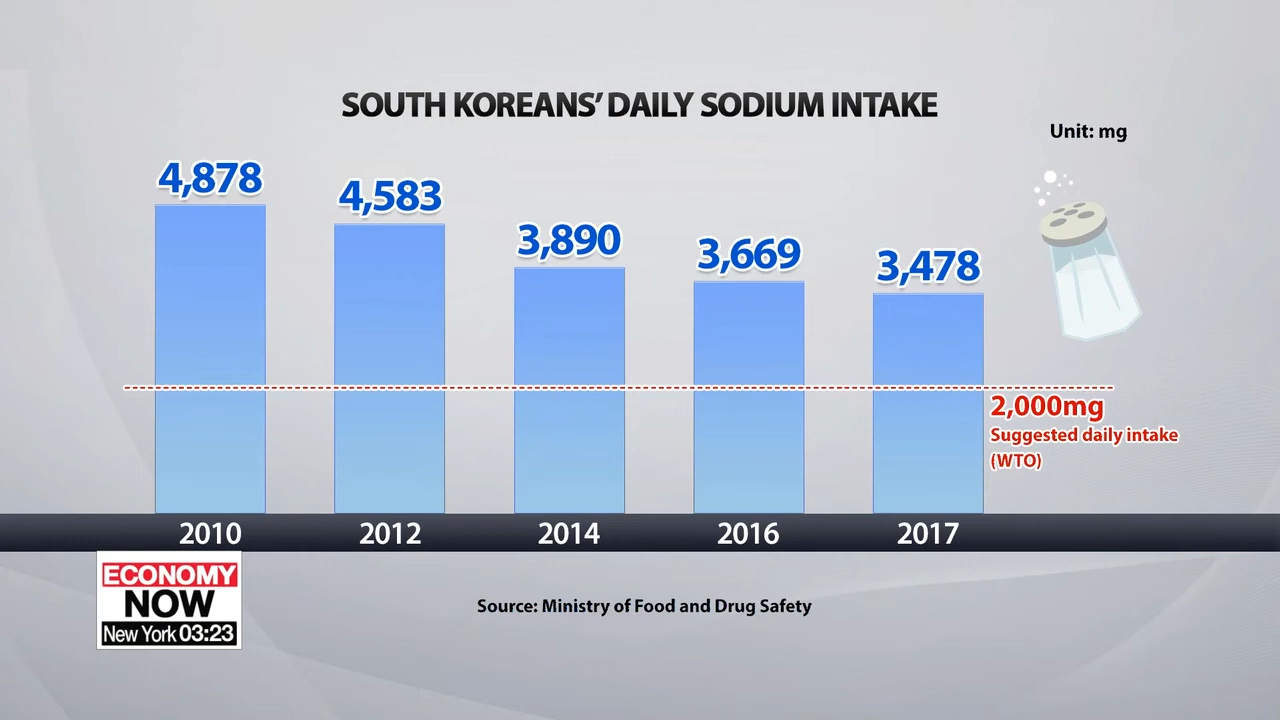 SOUTH KOREANS’ DAILY SODIUM INTAKE
Unit: mg
4,878
4,583
3,890
3,669
3,478
2,000mg
Suggested daily intake
(WTO)
2010
2012
2014
2016
2017
ECONOMY
NOW
New York 03:23
Source: Ministry of Food and Drug Safety